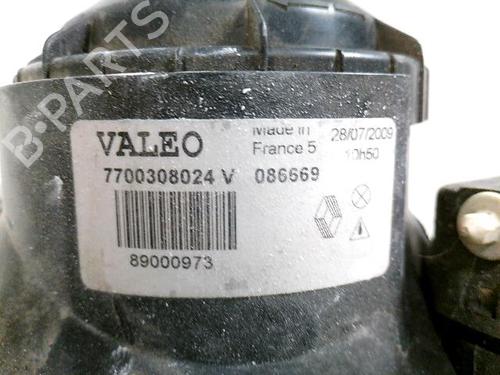 B-PARTS
VALEO Made in 28/07/2009
France 5 10h50
7700308024 V 086669
89000973